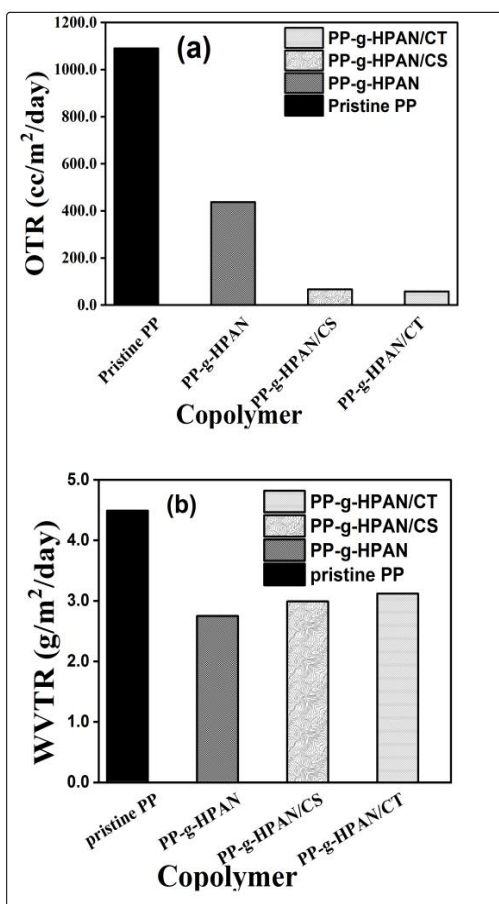 1200.0
1000.0
800.0
600.0
400.0
200.0
0.0
OTR (cc/m²/day)
(a)
PP-g-HPAN/CT
PP-g-HPAN/CS
PP-g-HPAN
Pristine PP
Pristine PP
PP-g-HPAN
PP-g-HPAN/CS
PP-g-HPAN/CT
Copolymer
5.0
4.0
3.0
2.0
1.0
0.0
WVTR (g/m²/day)
(b)
PP-g-HPAN/CT
PP-g-HPAN/CS
PP-g-HPAN
pristine PP
pristine PP
PP-g-HPAN
PP-g-HPAN/CS
PP-g-HPAN/CT
Copolymer